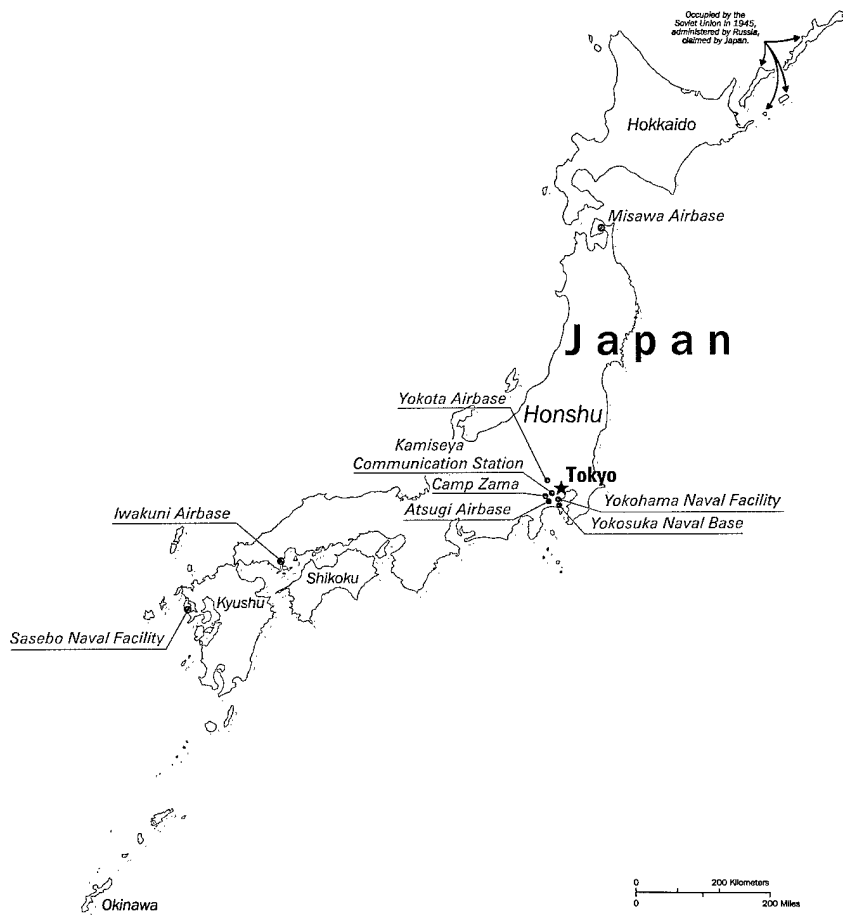 Occupied by the
Soviet Union in 1945,
administered by Russia,
claimed by Japan.
Hokkaido
Misawa Airbase
Japan
Yokota Airbase
Honshu
Kamiseya
Communication Station
Tokyo
Camp Zama
Yokohama Naval Facility
Atsugi Airbase
Iwakuni Airbase
Yokosuka Naval Base
Shikoku
Kyushu
Sasebo Naval Facility
Okinawa
0 200 Kilometers
0 200 Miles